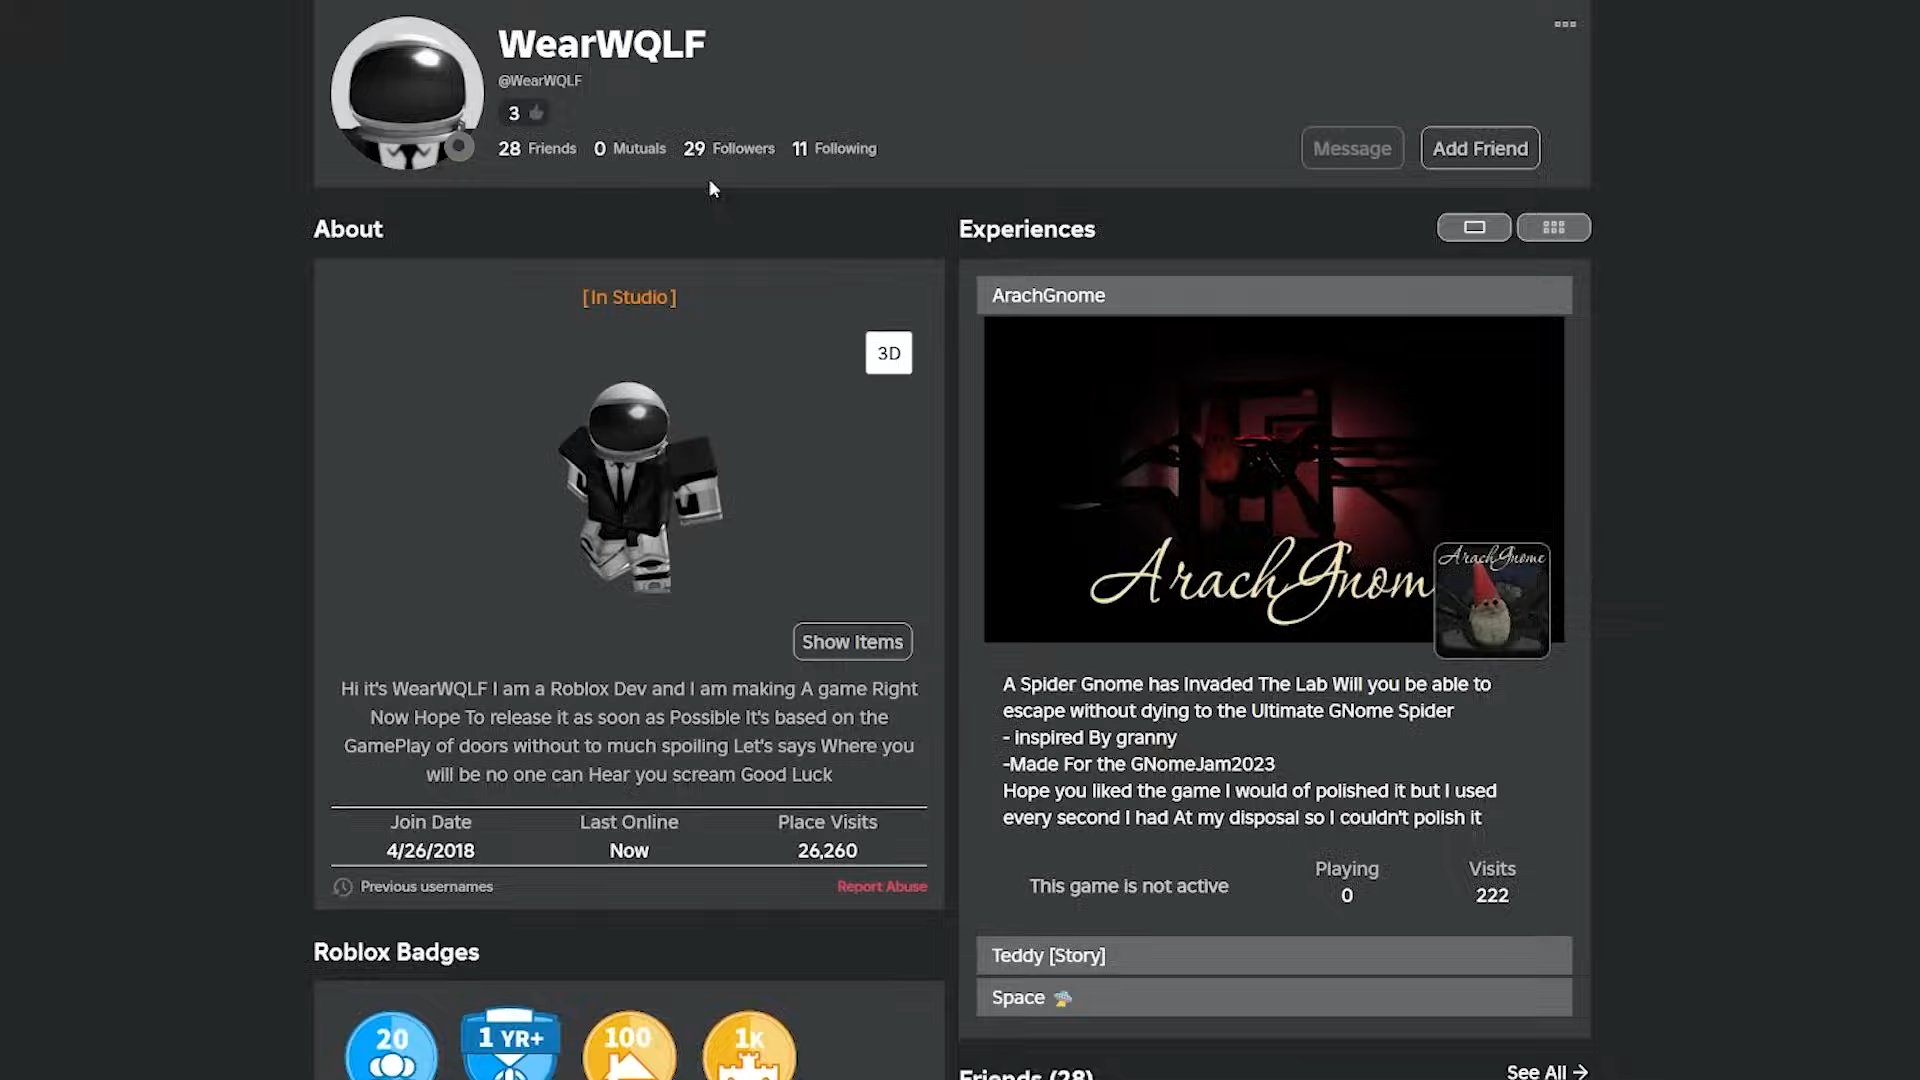 WearWQLF
@WearWQLF
3
28 Friends 0 Mutuals 29 Followers 11 Following
Message
Add Friend
About
[In Studio]
3D
Show Items
Hi it's WearWQLF I am a Roblox Dev and I am making A game Right
Now Hope To release it as soon as Possible It's based on the
GamePlay of doors without to much spoiling Let's says Where you
will be no one can Hear you scream Good Luck
Join Date Last Online Place Visits
4/26/2018 Now 26,260
Previous usernames Report Abuse
Roblox Badges
20
1 YR+
100
1K
Experiences
ArachGnome
ArachGnom
ArachGnome
A Spider Gnome has Invaded The Lab Will you be able to
escape without dying to the Ultimate GNome Spider
- inspired By granny
-Made For the GNomeJam2023
Hope you liked the game I would of polished it but I used
every second I had At my disposal so I couldn't polish it
This game is not active
Playing Visits
0 222
Teddy [Story]
Space
Friends (28)
See All